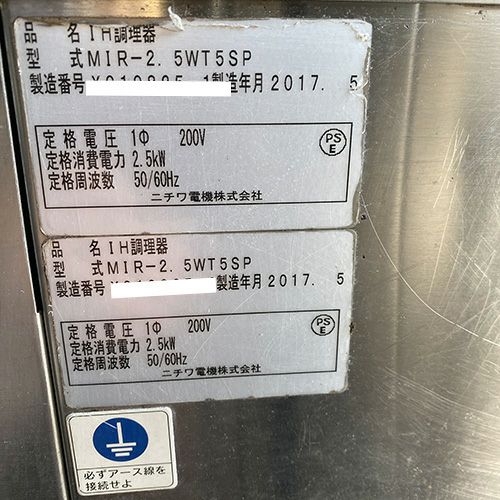 品 名 IH調理器
型 式 MIR-2. 5WT5SP
製造番号 製造年月 2017. 5
定格電圧 1Φ 200V
定格消費電力 2.5kW
定格周波数 50/60Hz
PS
E
ニチワ電機株式会社
品 名 IH調理器
型 式 MIR-2. 5WT5SP
製造番号 製造年月 2017. 5
定格電圧 1Φ 200V
定格消費電力 2.5kW
定格周波数 50/60Hz
PS
E
ニチワ電機株式会社
必ずアース線を
接続せよ